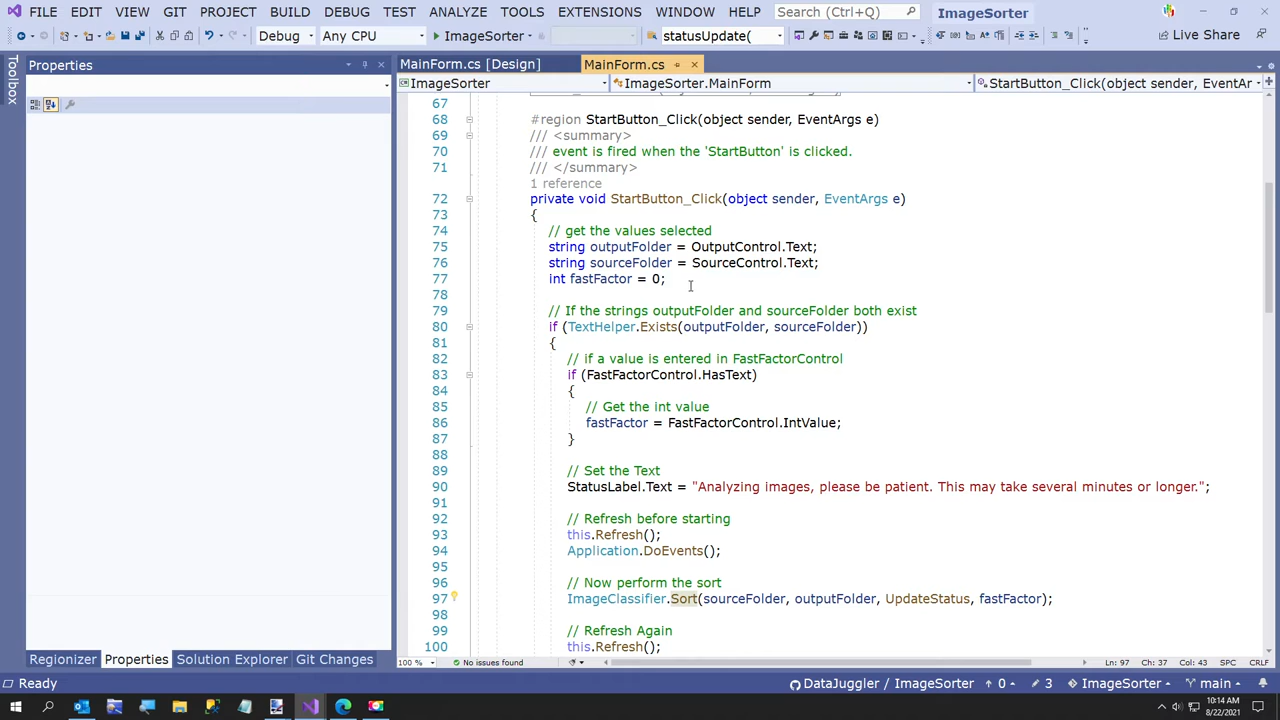 FILE EDIT VIEW GIT PROJECT BUILD DEBUG TEST ANALYZE TOOLS EXTENSIONS WINDOW HELP Search (Ctrl+Q) ImageSorter
Debug Any CPU ImageSorter statusUpdate( Live Share
Toolbox
Properties
MainForm.cs [Design] MainForm.cs
ImageSorter ImageSorter.MainForm StartButton_Click(object sender, EventAr
67
68 #region StartButton_Click(object sender, EventArgs e)
69 /// <summary>
70 /// event is fired when the 'StartButton' is clicked.
71 /// </summary>
1 reference
72 private void StartButton_Click(object sender, EventArgs e)
73 {
74 // get the values selected
75 string outputFolder = OutputControl.Text;
76 string sourceFolder = SourceControl.Text;
77 int fastFactor = 0;
78
79 // If the strings outputFolder and sourceFolder both exist
80 if (TextHelper.Exists(outputFolder, sourceFolder))
81 {
82 // if a value is entered in FastFactorControl
83 if (FastFactorControl.HasText)
84 {
85 // Get the int value
86 fastFactor = FastFactorControl.IntValue;
87 }
88
89 // Set the Text
90 StatusLabel.Text = "Analyzing images, please be patient. This may take several minutes or longer.";
91
92 // Refresh before starting
93 this.Refresh();
94 Application.DoEvents();
95
96 // Now perform the sort
97 ImageClassifier.Sort(sourceFolder, outputFolder, UpdateStatus, fastFactor);
98
99 // Refresh Again
100 this.Refresh();
Regionizer Properties Solution Explorer Git Changes
100 % No issues found Ln: 97 Ch: 37 Col: 43 SPC CRLF
Ready DataJuggler / ImageSorter 0 3 ImageSorter main
10:14 AM
8/22/2021